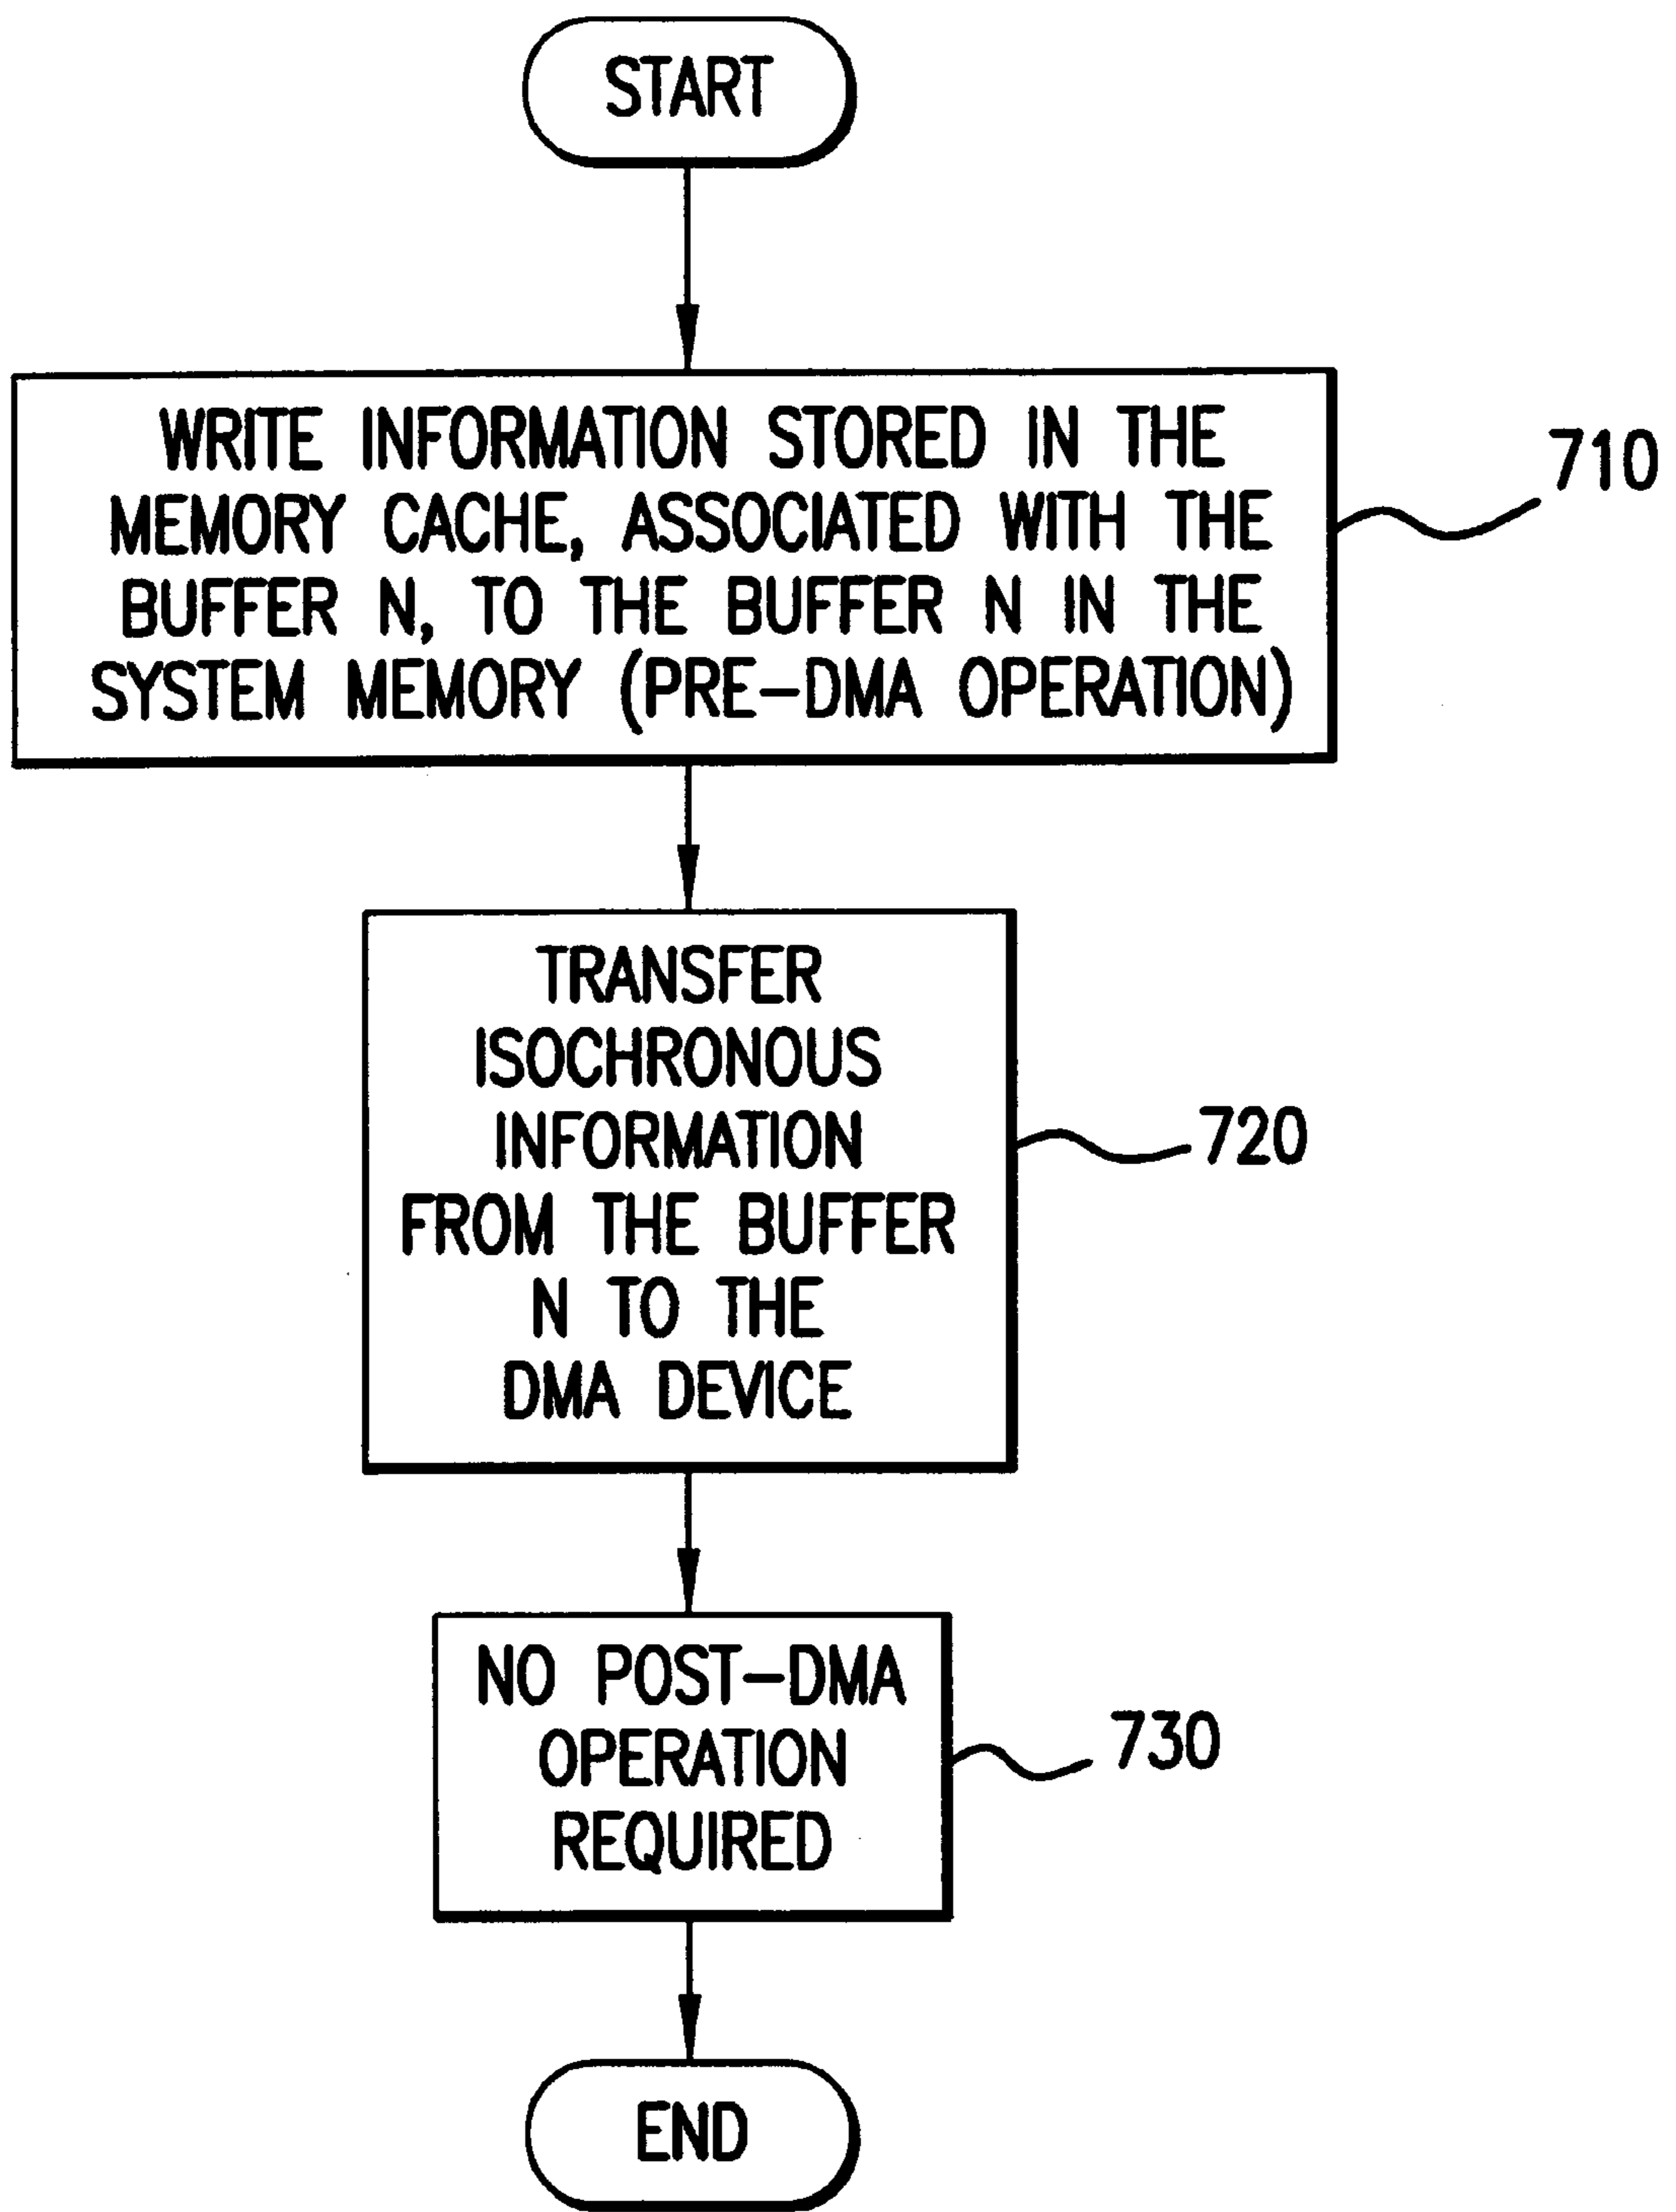 START
WRITE INFORMATION STORED IN THE
MEMORY CACHE, ASSOCIATED WITH THE
BUFFER N, TO THE BUFFER N IN THE
SYSTEM MEMORY (PRE-DMA OPERATION)
710
TRANSFER
ISOCHRONOUS
INFORMATION
FROM THE BUFFER
N TO THE
DMA DEVICE
720
NO POST-DMA
OPERATION
REQUIRED
730
END